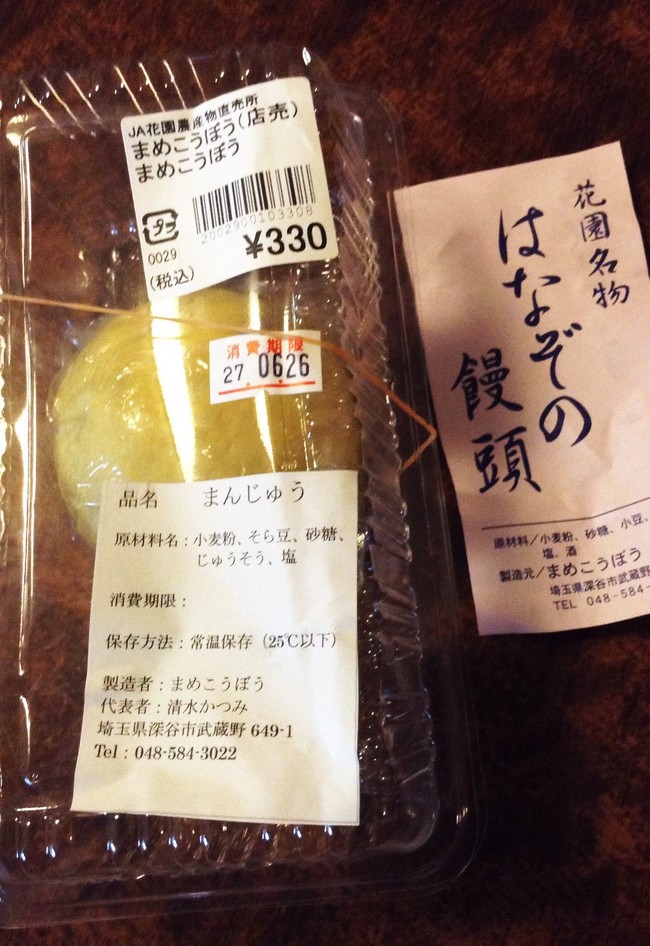 JA花園農産物直売所
まめこうぼう(店売)
まめこうぼう
2002900103308
0029
¥330
(税込)
消費期限
27 0626
品名 まんじゅう
原材料名：小麦粉、そら豆、砂糖、
じゅうそう、塩
消費期限：
保存方法：常温保存（25℃以下）
製造者：まめこうぼう
代表者：清水かつみ
埼玉県深谷市武蔵野 649-1
Tel：048-584-3022
花園名物
はなぞの
饅頭
原材料／小麦粉、砂糖、小豆、
塩、酒
製造元／まめこうぼう
埼玉県深谷市武蔵野
TEL 048-584-